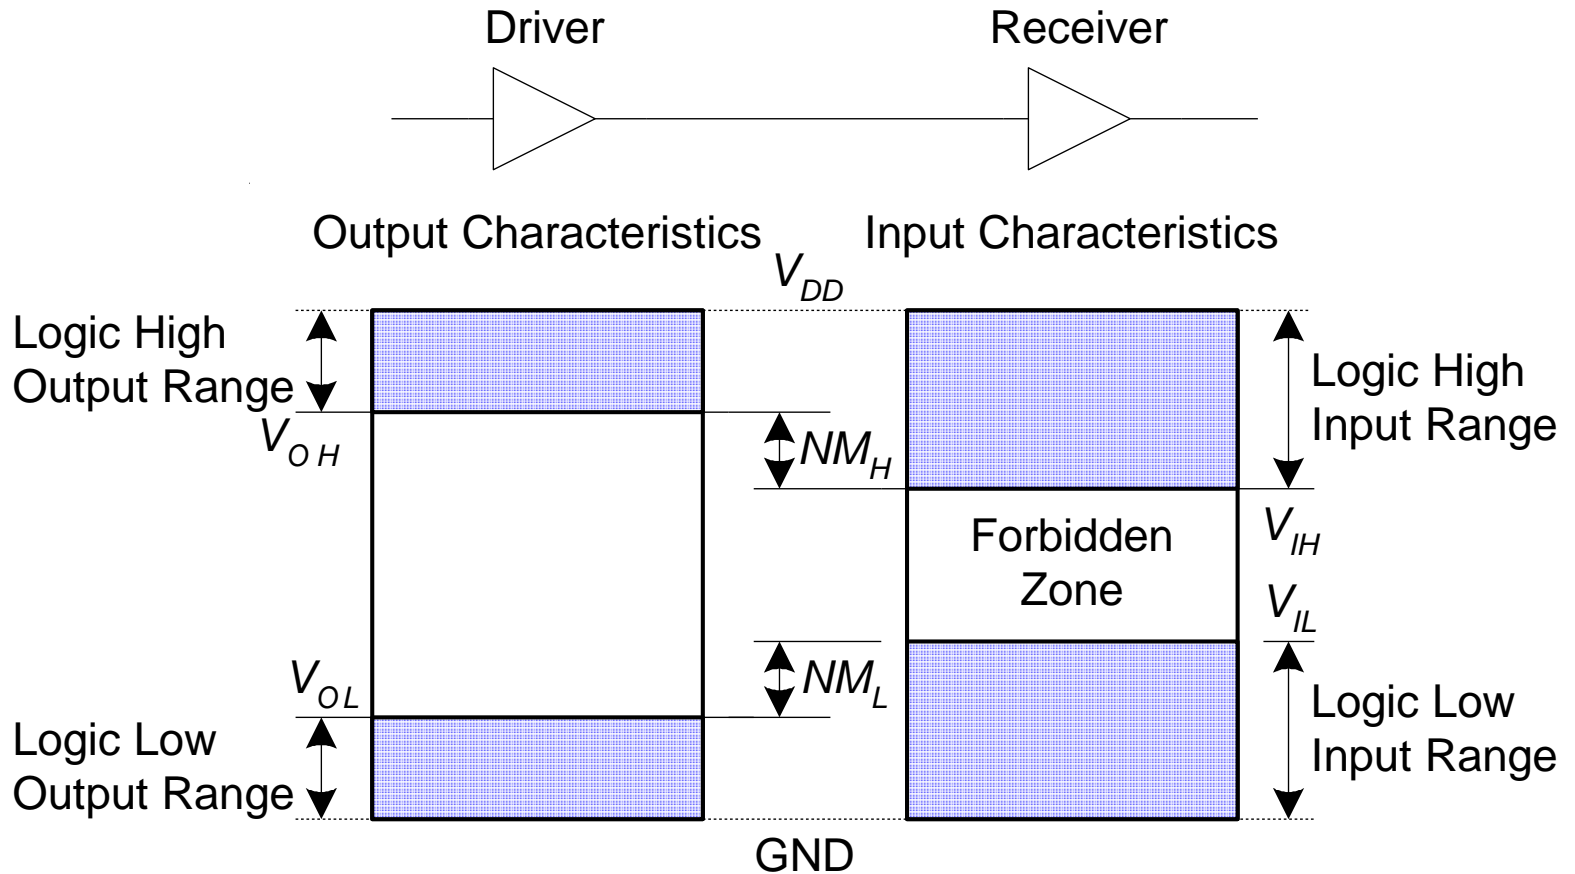 Driver
Receiver
Output Characteristics
Input Characteristics
VDD
Logic High
Output Range
VOH
NMH
Logic High
Input Range
Forbidden
Zone
VIH
VIL
VOL
NML
Logic Low
Output Range
Logic Low
Input Range
GND